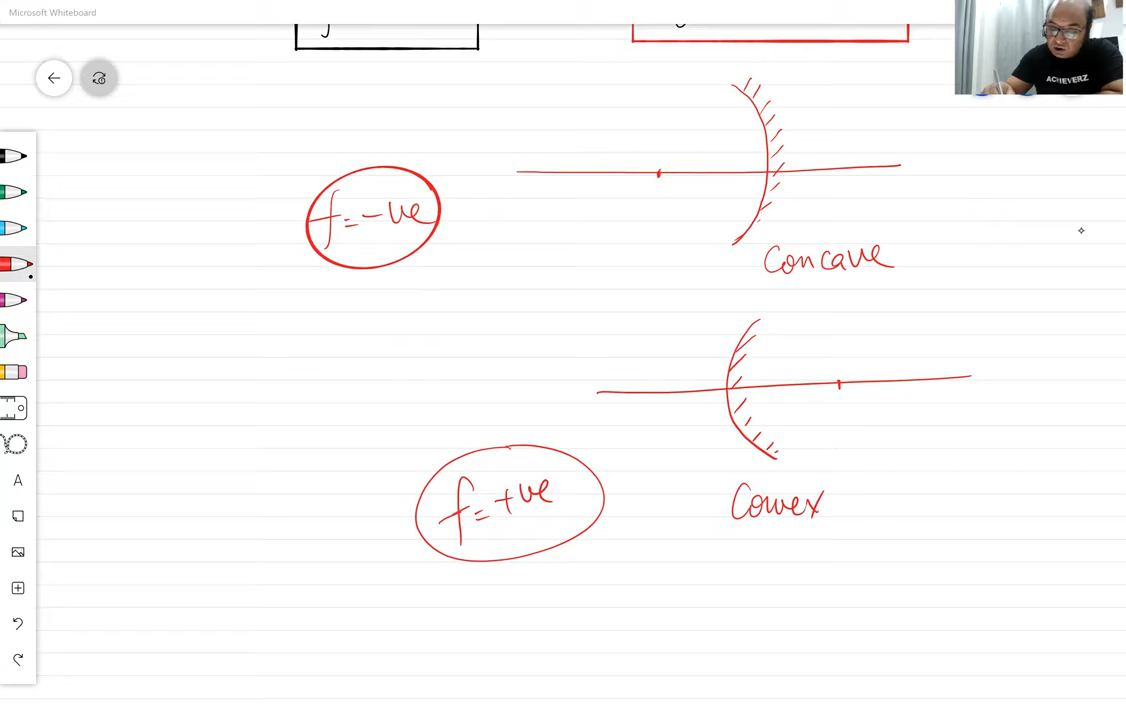 Microsoft Whiteboard
ACHIEVERZ
f = -ve
Concave
f = +ve
Convex
A